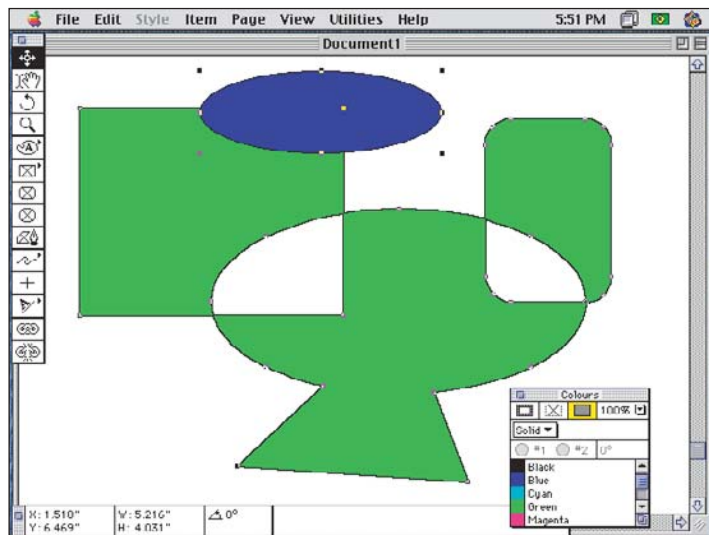 File Edit Style Item Page View Utilities Help 5:51 PM
Document1
A
Colours
100%
Solid
#1 #2 0°
Black
Blue
Cyan
Green
Magenta
X: 1.510" W: 5.216" 0°
Y: 6.469" H: 4.031"